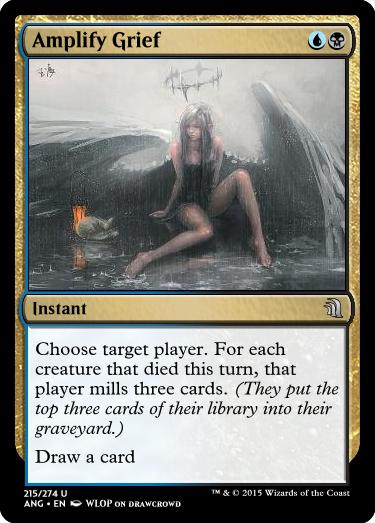 Amplify Grief
Instant
Choose target player. For each
creature that died this turn, that
player mills three cards. (They put the
top three cards of their library into their
graveyard.)
Draw a card
215/274 U
ANG • EN WLOP ON DRAWCROWD
™ & © 2015 Wizards of the Coast